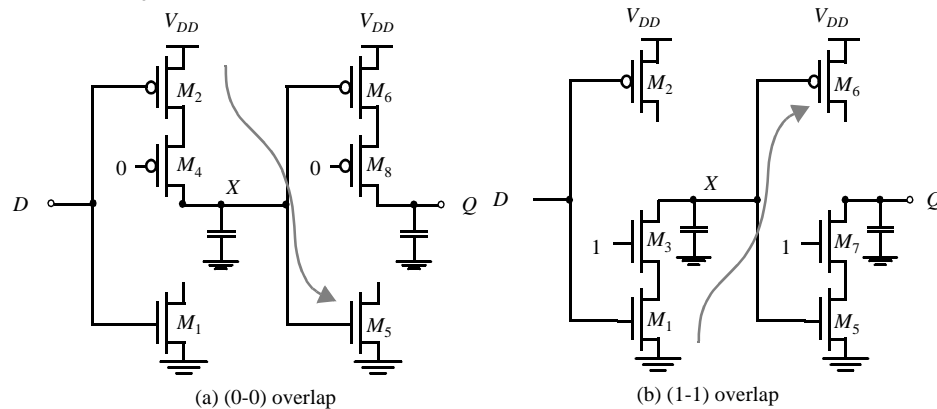 V_DD
V_DD
M_2
M_6
0
M_4
0
M_8
D
X
Q
M_1
M_5
(a) (0-0) overlap
V_DD
V_DD
M_2
M_6
D
X
Q
1
M_3
1
M_7
M_1
M_5
(b) (1-1) overlap